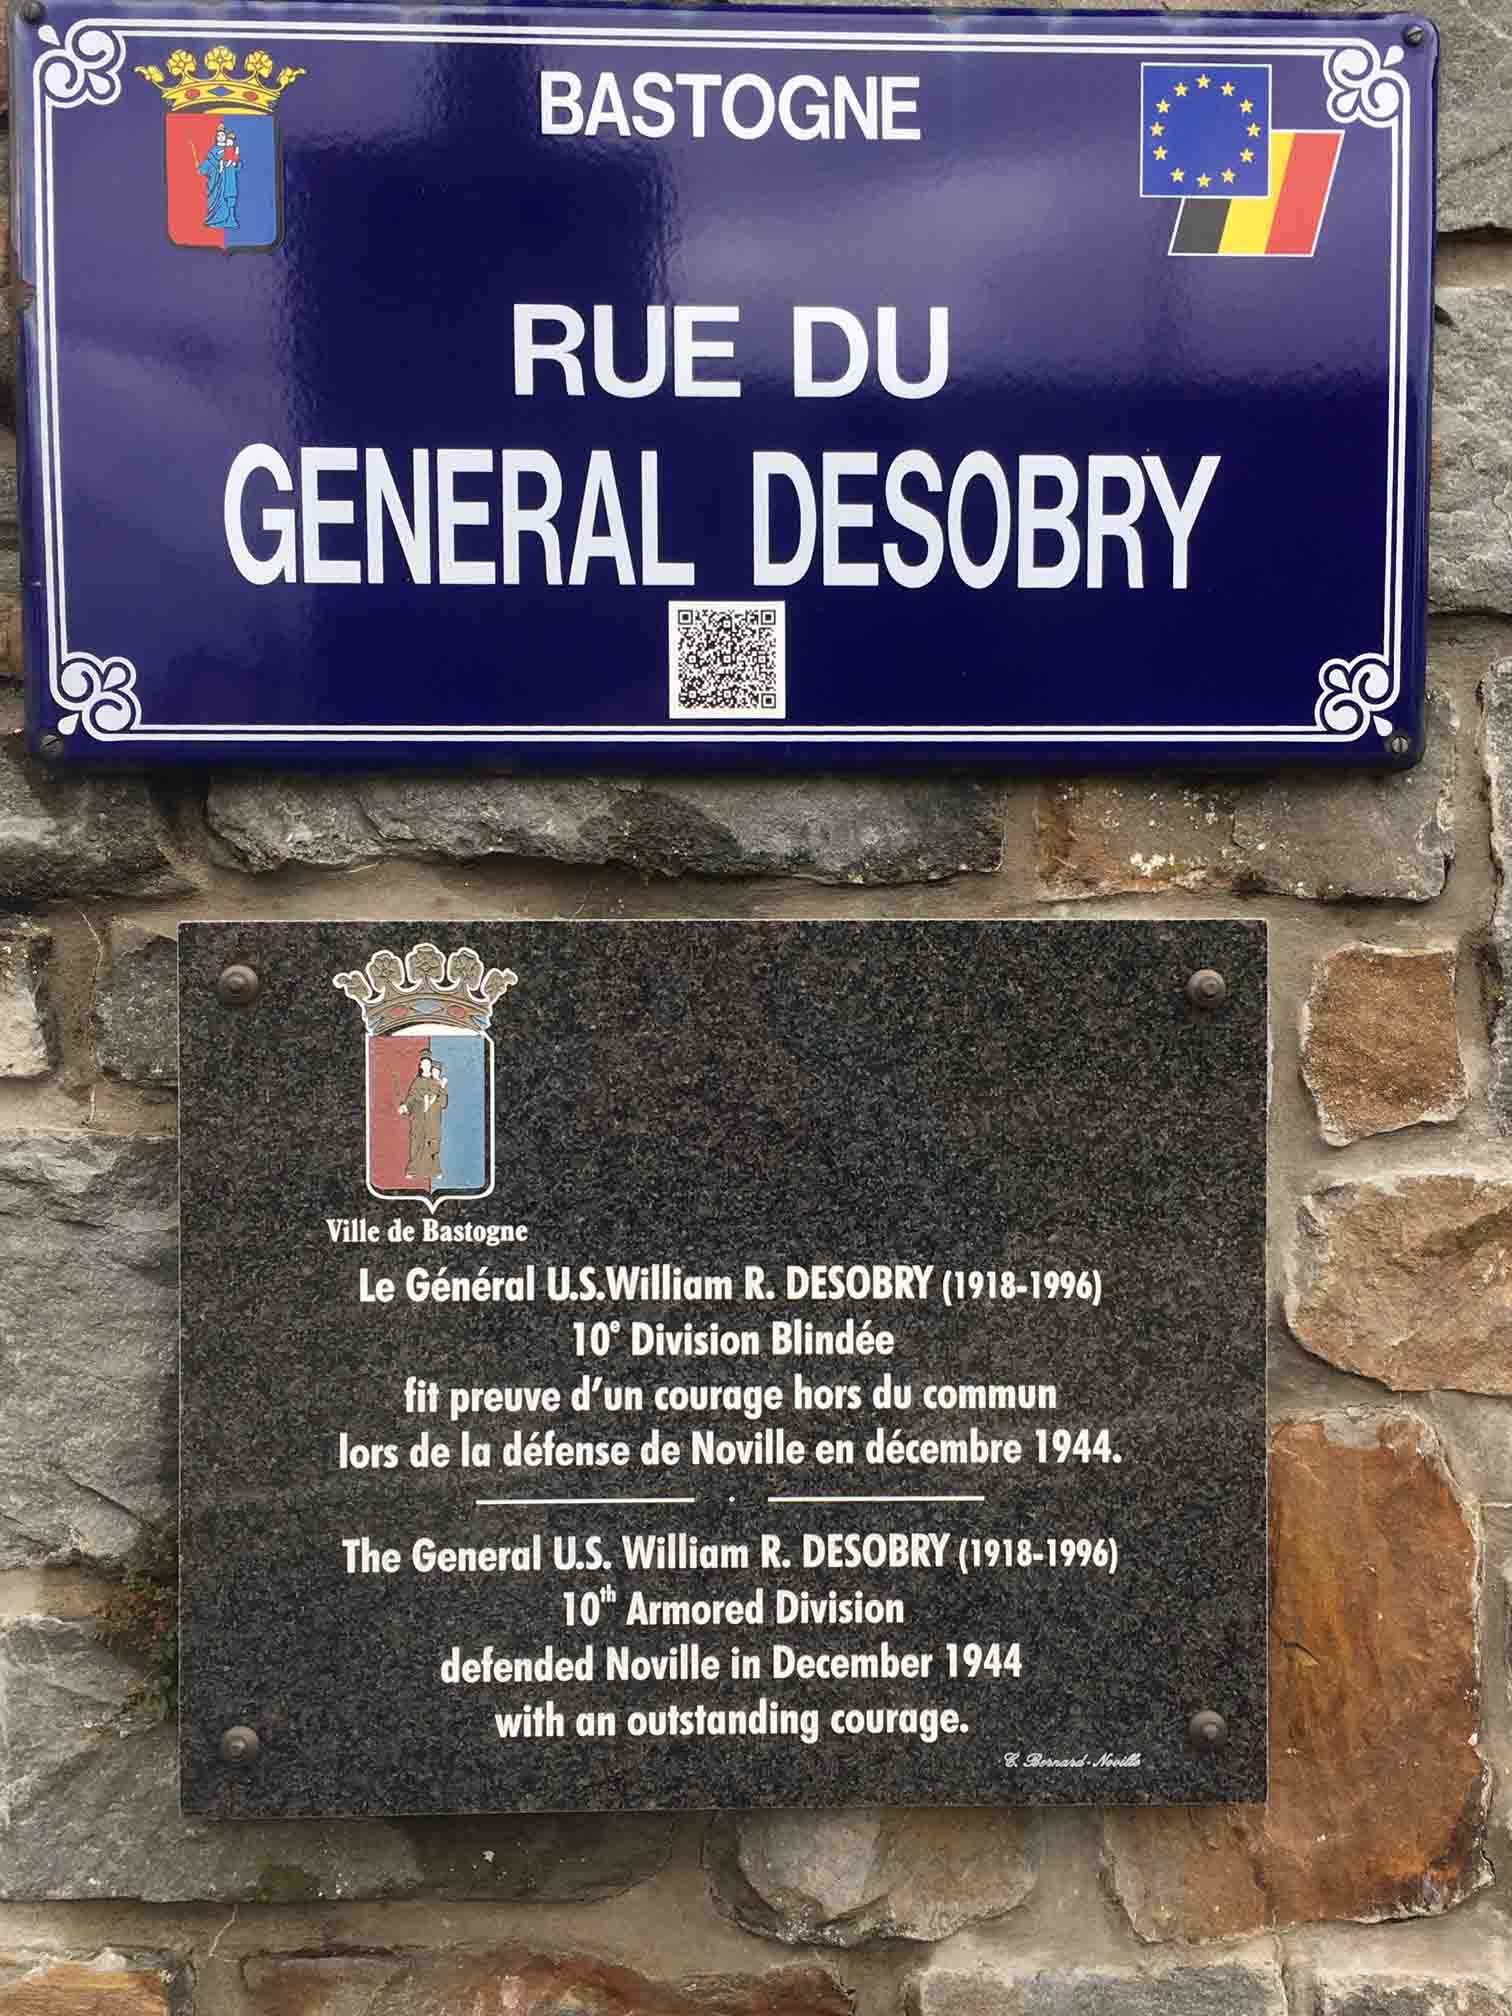 BASTOGNE
RUE DU
GENERAL DESOBRY
Ville de Bastogne
Le Général U.S.William R. DESOBRY (1918-1996)
10e Division Blindée
fit preuve d'un courage hors du commun
lors de la défense de Noville en décembre 1944.
The General U.S. William R. DESOBRY (1918-1996)
10th Armored Division
defended Noville in December 1944
with an outstanding courage.
C. Bernard-Noville